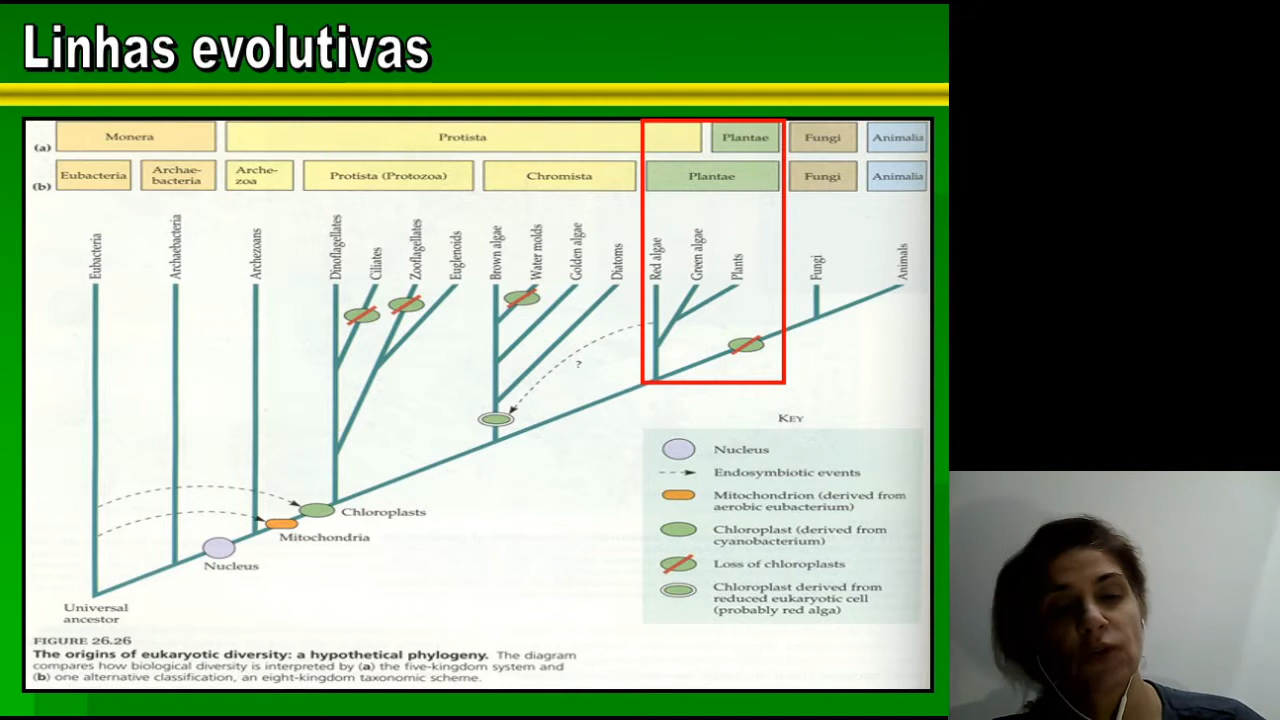 Linhas evolutivas
(a) Monera Protista Plantae Fungi Animalia
(b) Eubacteria Archae-
bacteria Arche-
zoa Protista (Protozoa) Chromista Plantae Fungi Animalia
Eubacteria
Archaebacteria
Archezoans
Dinoflagellates
Ciliates
Zooflagellates
Euglenoids
Brown algae
Water molds
Golden algae
Diatoms
Red algae
Green algae
Plants
Fungi
Animals
?
Chloroplasts
Mitochondria
Nucleus
Universal
ancestor
KEY
Nucleus
Endosymbiotic events
Mitochondrion (derived from
aerobic eubacterium)
Chloroplast (derived from
cyanobacterium)
Loss of chloroplasts
Chloroplast derived from
reduced eukaryotic cell
(probably red alga)
FIGURE 26.26
The origins of eukaryotic diversity: a hypothetical phylogeny. The diagram
compares how biological diversity is interpreted by (a) the five-kingdom system and
(b) one alternative classification, an eight-kingdom taxonomic scheme.